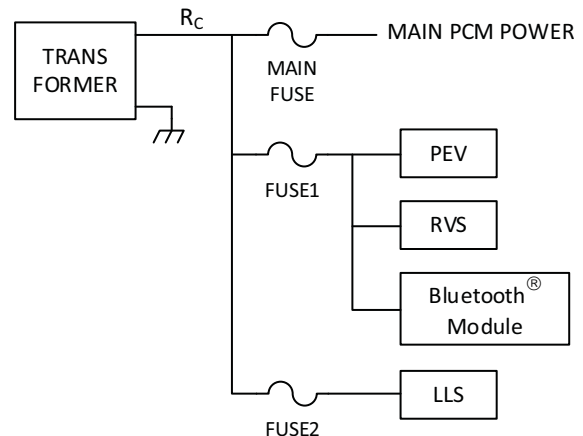 TRANS
FORMER
R_C
MAIN PCM POWER
MAIN
FUSE
FUSE1
PEV
RVS
Bluetooth®
Module
FUSE2
LLS